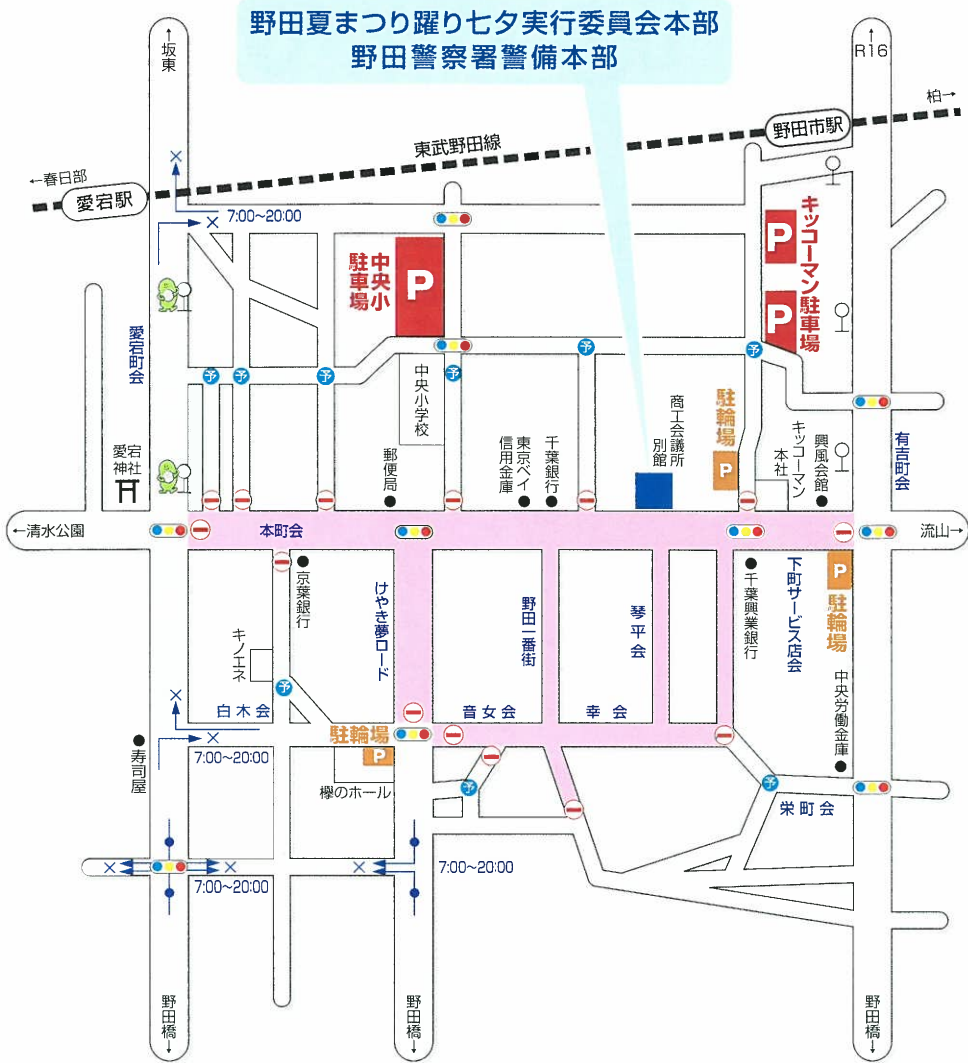 野田夏まつり躍り七夕実行委員会本部
野田警察署警備本部
↑坂東
↑
R16
柏→
野田市駅
東武野田線
←春日部
愛宕駅
7:00~20:00
中央小
駐車場
P
キッコーマン駐車場
P
P
愛宕町会
予
予
予
予
予
予
中央小学校
商工会議所
別館
駐輪場
P
キッコーマン
本社
興風会館
有吉町会
愛宕
神社
郵便局
東京ベイ
信用金庫
千葉銀行
←清水公園
本町会
流山→
京葉銀行
けやき夢ロード
野田一番街
琴平会
千葉興業銀行
下町サービス店会
P
駐輪場
キノエネ
予
白木会
音女会
幸会
中央労働金庫
駐輪場
P
7:00~20:00
寿司屋
欅のホール
予
予
栄町会
7:00~20:00
7:00~20:00
野田橋↓
野田橋↓
野田橋↓